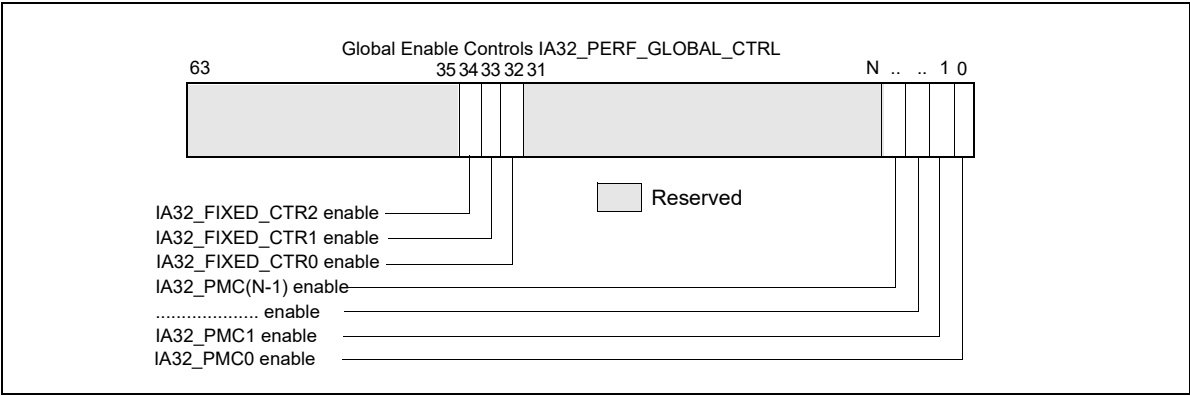 Global Enable Controls IA32_PERF_GLOBAL_CTRL
63 35 34 33 32 31 N .. .. 1 0
Reserved
IA32_FIXED_CTR2 enable
IA32_FIXED_CTR1 enable
IA32_FIXED_CTR0 enable
IA32_PMC(N-1) enable
.................... enable
IA32_PMC1 enable
IA32_PMC0 enable